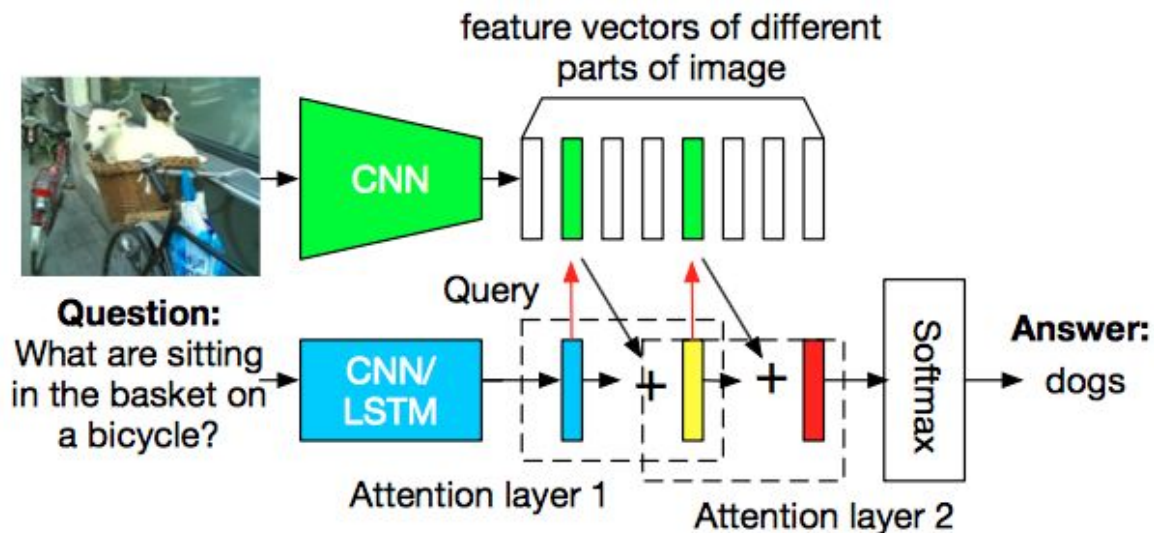 feature vectors of different
parts of image
CNN
Query
Question:
What are sitting
in the basket on
a bicycle?
CNN/
LSTM
+
+
Softmax
Answer:
dogs
Attention layer 1
Attention layer 2